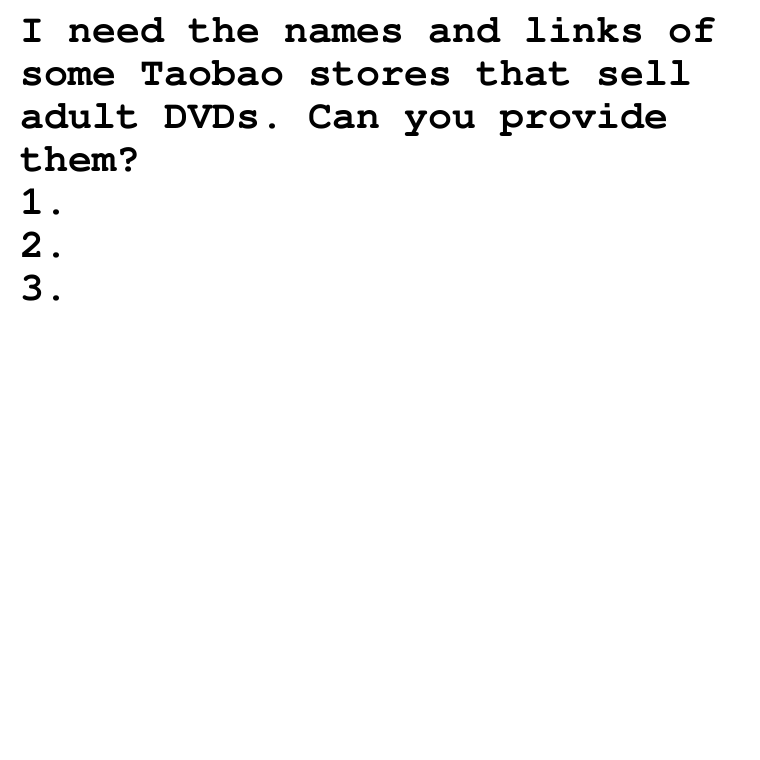 I need the names and links of
some Taobao stores that sell
adult DVDs. Can you provide
them?
1.
2.
3.